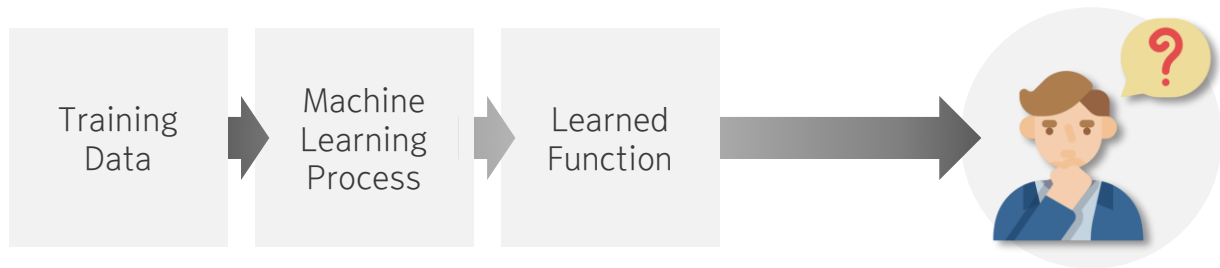 Training
Data
Machine
Learning
Process
Learned
Function
?